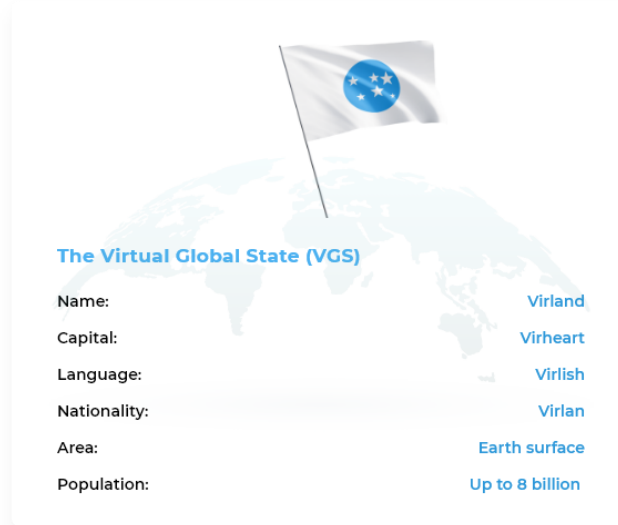 The Virtual Global State (VGS)
Name: Virland
Capital: Virheart
Language: Virlish
Nationality: Virlan
Area: Earth surface
Population: Up to 8 billion